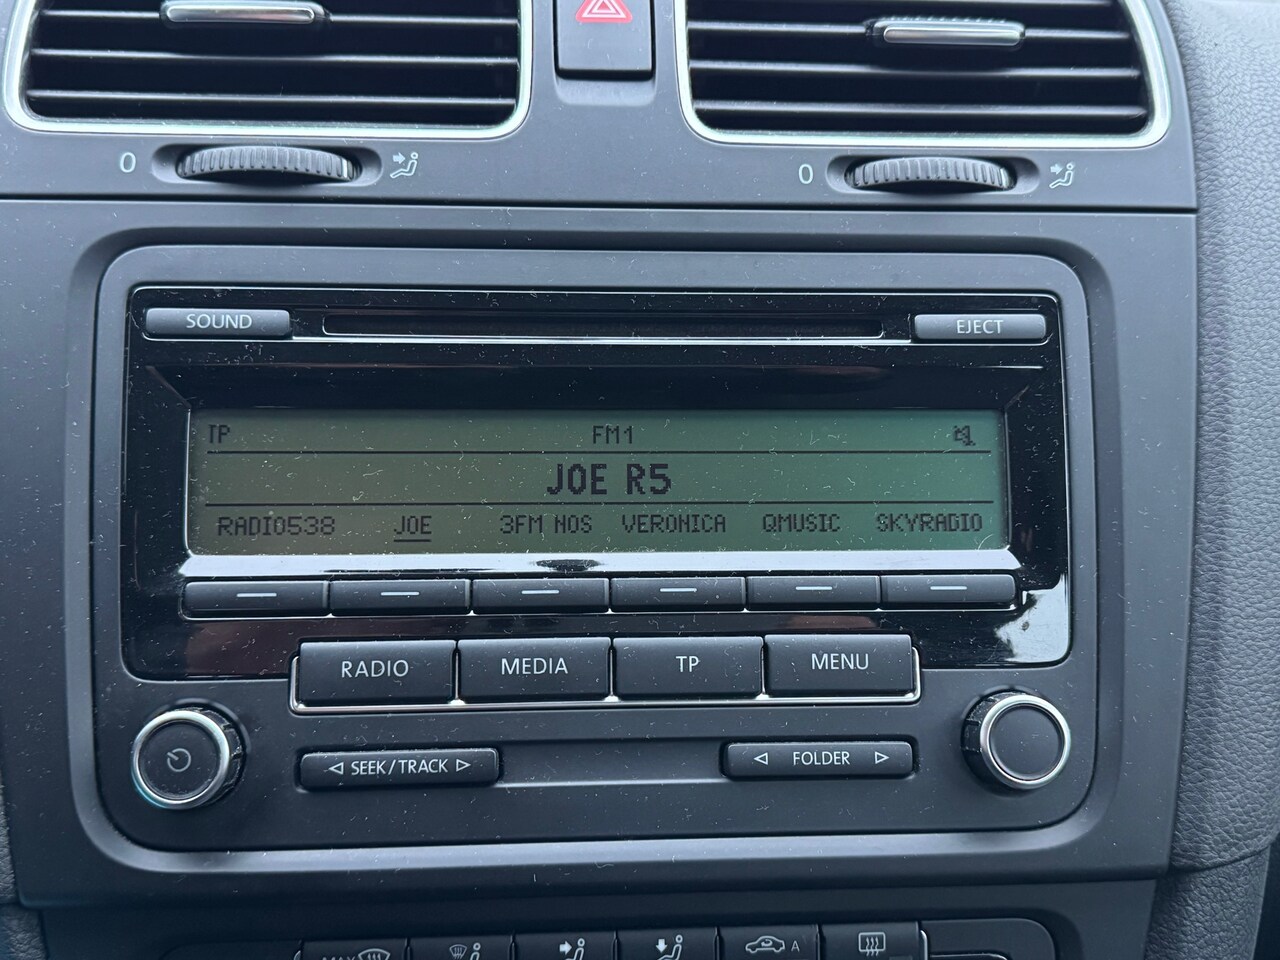 0
0
SOUND
EJECT
TP FM1
JOE R5
RADIO538 JOE 3FM NOS VERONICA QMUSIC SKYRADIO
RADIO MEDIA TP MENU
SEEK/TRACK
FOLDER
MAX
A